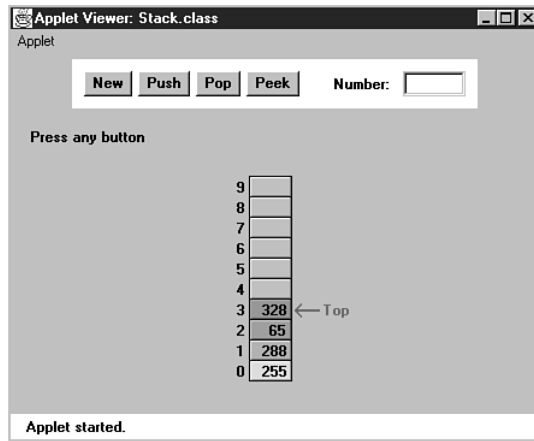 Applet Viewer: Stack.class
Applet
New Push Pop Peek Number:
Press any button
9
8
7
6
5
4
3 328 Top
2 65
1 288
0 255
Applet started.